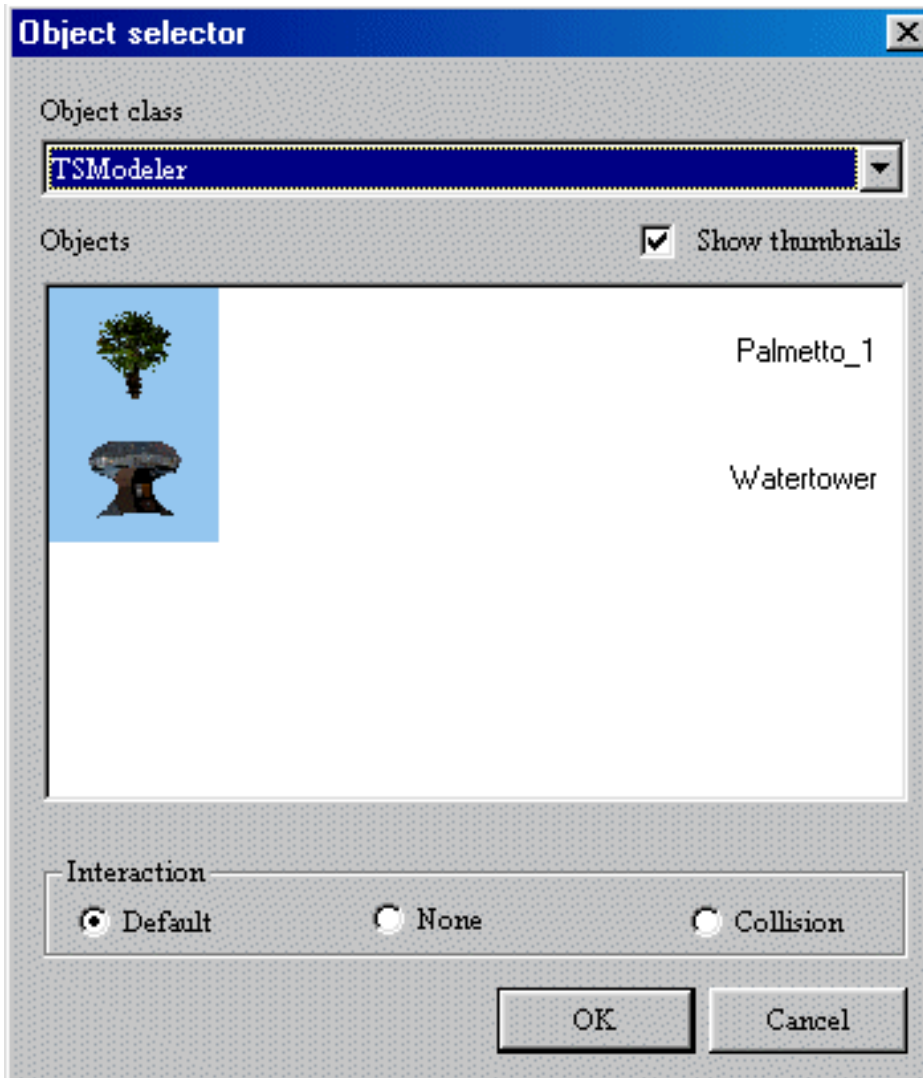 Object selector
Object class
TSModeler
Objects
Show thumbnails
Palmetto_1
Watertower
Interaction
Default
None
Collision
OK
Cancel